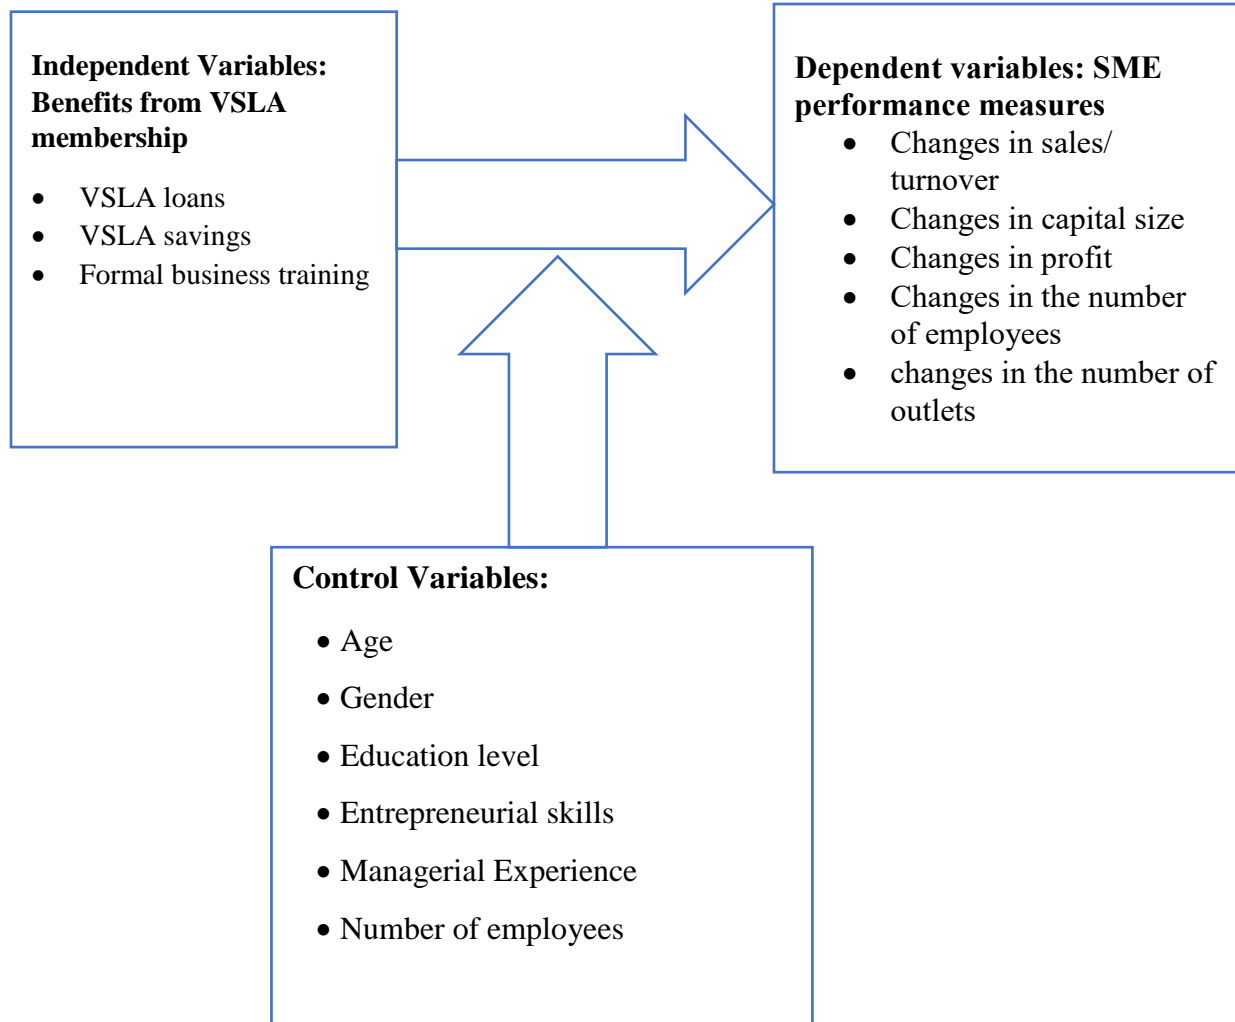 Independent Variables:
Benefits from VSLA
membership
• VSLA loans
• VSLA savings
• Formal business training
Dependent variables: SME
performance measures
• Changes in sales/
turnover
• Changes in capital size
• Changes in profit
• Changes in the number
of employees
• changes in the number of
outlets
Control Variables:
• Age
• Gender
• Education level
• Entrepreneurial skills
• Managerial Experience
• Number of employees